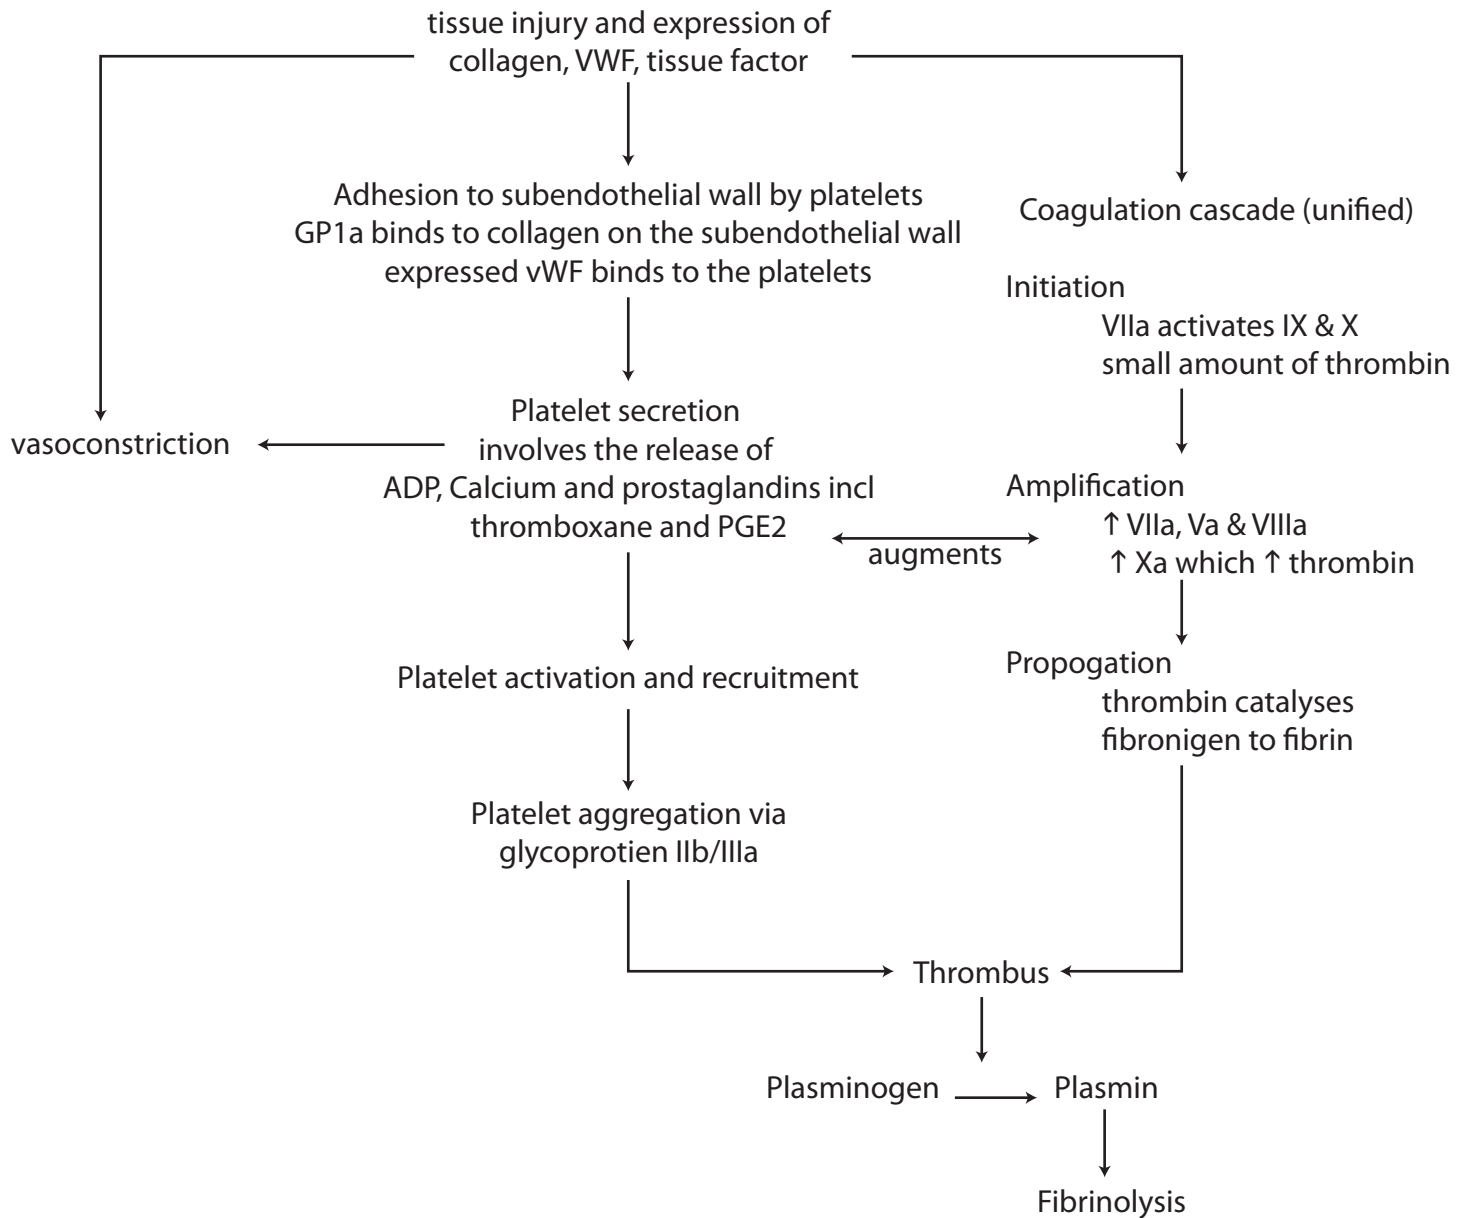 tissue injury and expression of
collagen, VWF, tissue factor
Adhesion to subendothelial wall by platelets
GP1a binds to collagen on the subendothelial wall
expressed vWF binds to the platelets
Coagulation cascade (unified)
Initiation
VIIa activates IX & X
small amount of thrombin
vasoconstriction
Platelet secretion
involves the release of
ADP, Calcium and prostaglandins incl
thromboxane and PGE2
augments
Amplification
↑ VIIa, Va & VIIIa
↑ Xa which ↑ thrombin
Platelet activation and recruitment
Propogation
thrombin catalyses
fibronigen to fibrin
Platelet aggregation via
glycoprotien IIb/IIIa
Thrombus
Plasminogen
Plasmin
Fibrinolysis